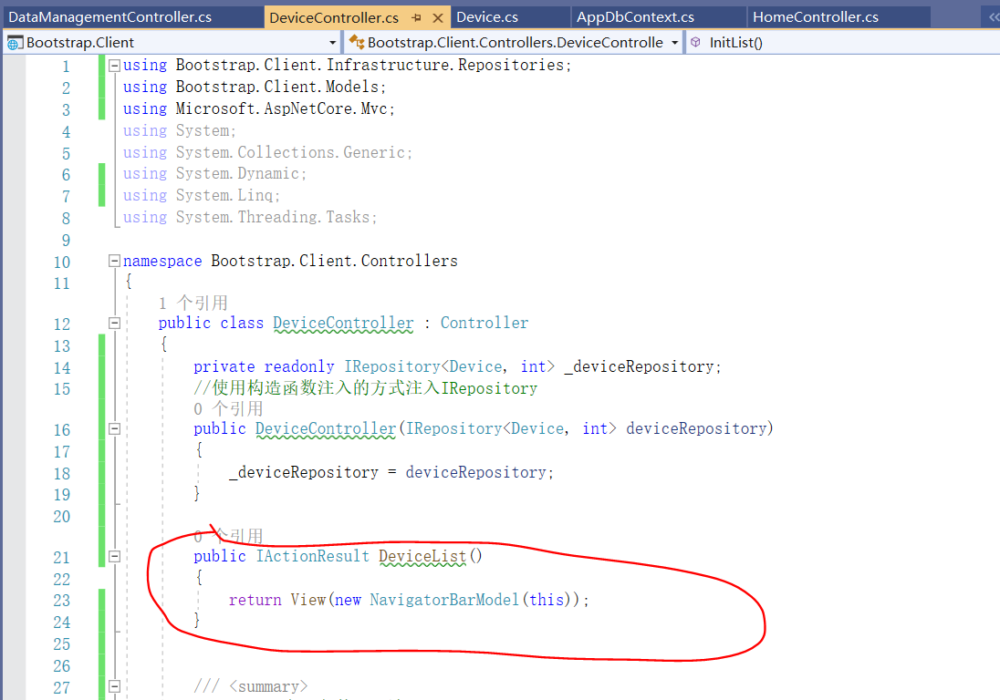 DataManagementController.cs DeviceController.cs Device.cs AppDbContext.cs HomeController.cs
Bootstrap.Client Bootstrap.Client.Controllers.DeviceControlle InitList()
1 using Bootstrap.Client.Infrastructure.Repositories;
2 using Bootstrap.Client.Models;
3 using Microsoft.AspNetCore.Mvc;
4 using System;
5 using System.Collections.Generic;
6 using System.Dynamic;
7 using System.Linq;
8 using System.Threading.Tasks;
9
10 namespace Bootstrap.Client.Controllers
11 {
1 个引用
12 public class DeviceController : Controller
13 {
14 private readonly IRepository<Device, int> _deviceRepository;
15 //使用构造函数注入的方式注入IRepository
0 个引用
16 public DeviceController(IRepository<Device, int> deviceRepository)
17 {
18 _deviceRepository = deviceRepository;
19 }
20
0 个引用
21 public IActionResult DeviceList()
22 {
23 return View(new NavigatorBarModel(this));
24 }
25
26
27 /// <summary>